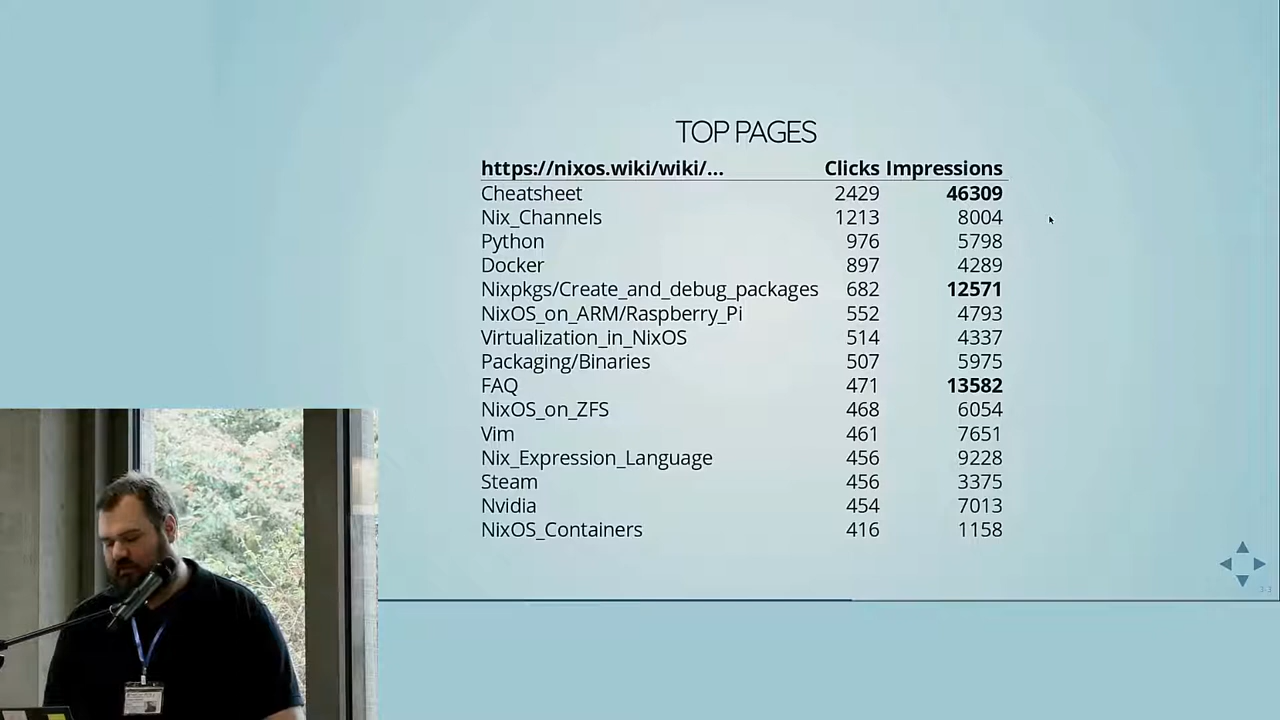 TOP PAGES
https://nixos.wiki/wiki/... Clicks Impressions
Cheatsheet 2429 46309
Nix_Channels 1213 8004
Python 976 5798
Docker 897 4289
Nixpkgs/Create_and_debug_packages 682 12571
NixOS_on_ARM/Raspberry_Pi 552 4793
Virtualization_in_NixOS 514 4337
Packaging/Binaries 507 5975
FAQ 471 13582
NixOS_on_ZFS 468 6054
Vim 461 7651
Nix_Expression_Language 456 9228
Steam 456 3375
Nvidia 454 7013
NixOS_Containers 416 1158